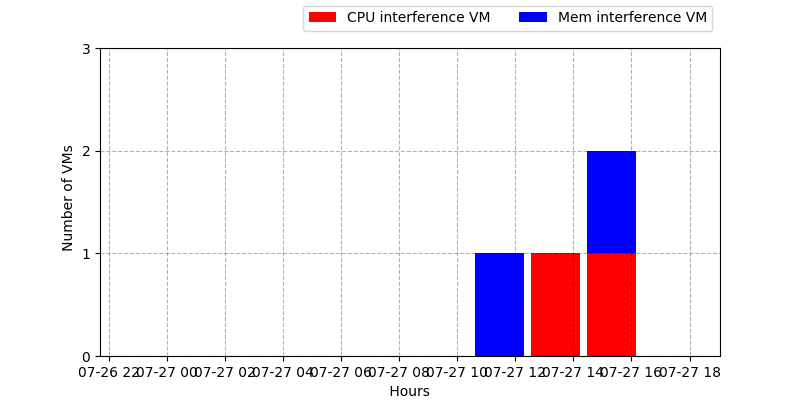 CPU interference VM Mem interference VM
3
2
1
0
Number of VMs
07-26 22 07-27 00 07-27 02 07-27 04 07-27 06 07-27 08 07-27 10 07-27 12 07-27 14 07-27 16 07-27 18
Hours